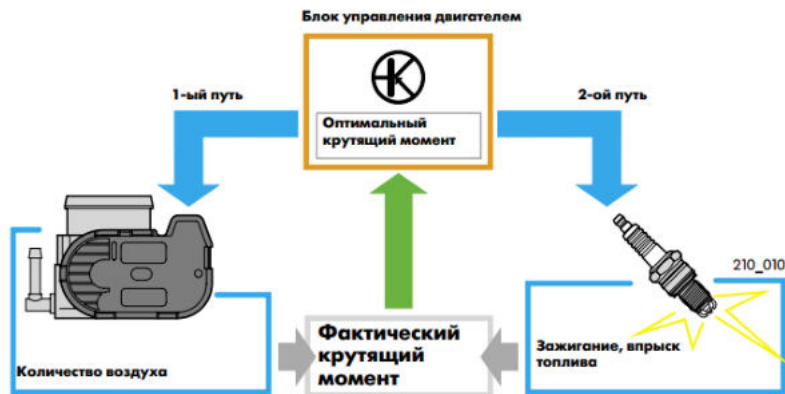 Блок управления двигателем
1-ый путь
2-ой путь
Оптимальный
крутящий момент
210_010
Фактический
крутящий
момент
Количество воздуха
Зажигание, впрыск
топлива